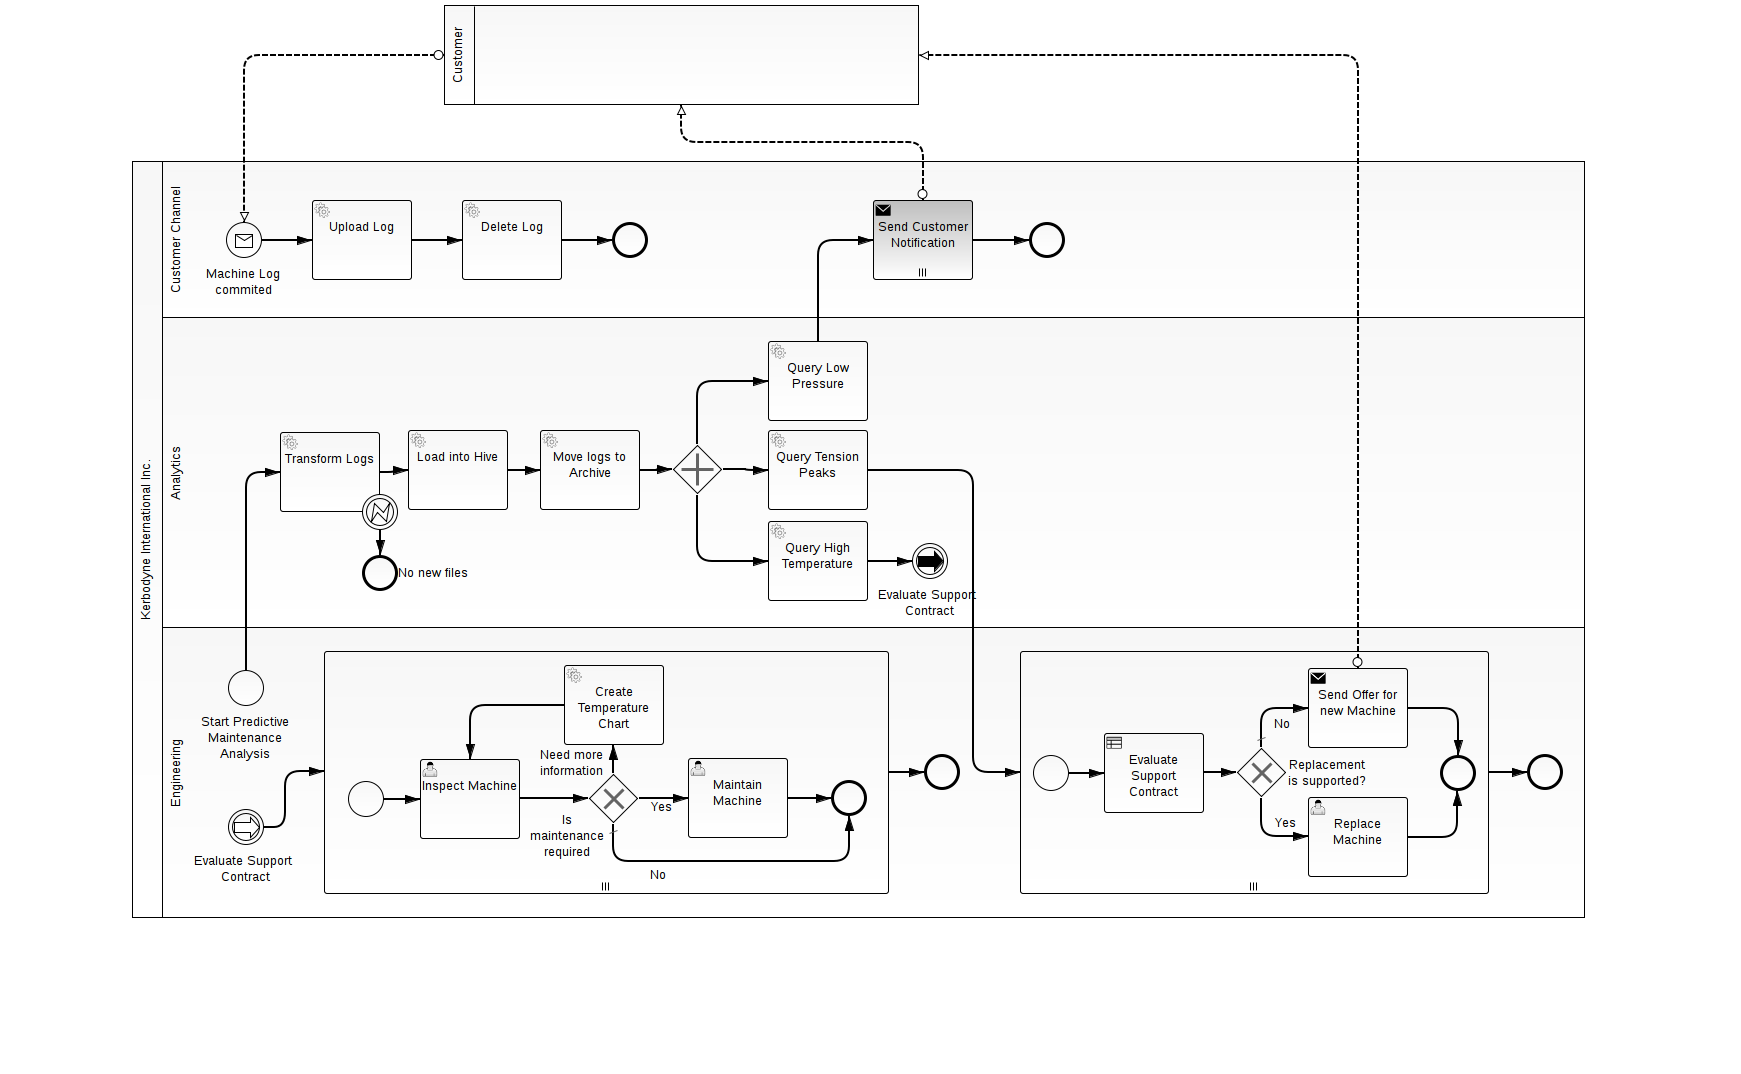 Customer
Kerbodyne International Inc.
Customer Channel
Machine Log
commited
Upload Log
Delete Log
Send Customer
Notification
Analytics
Transform Logs
No new files
Load into Hive
Move logs to
Archive
Query Low
Pressure
Query Tension
Peaks
Query High
Temperature
Evaluate Support
Contract
Engineering
Start Predictive
Maintenance
Analysis
Evaluate Support
Contract
Inspect Machine
Create
Temperature
Chart
Need more
information
Is
maintenance
required
Yes
No
Maintain
Machine
Evaluate
Support
Contract
Replacement
is supported?
No
Yes
Send Offer for
new Machine
Replace
Machine